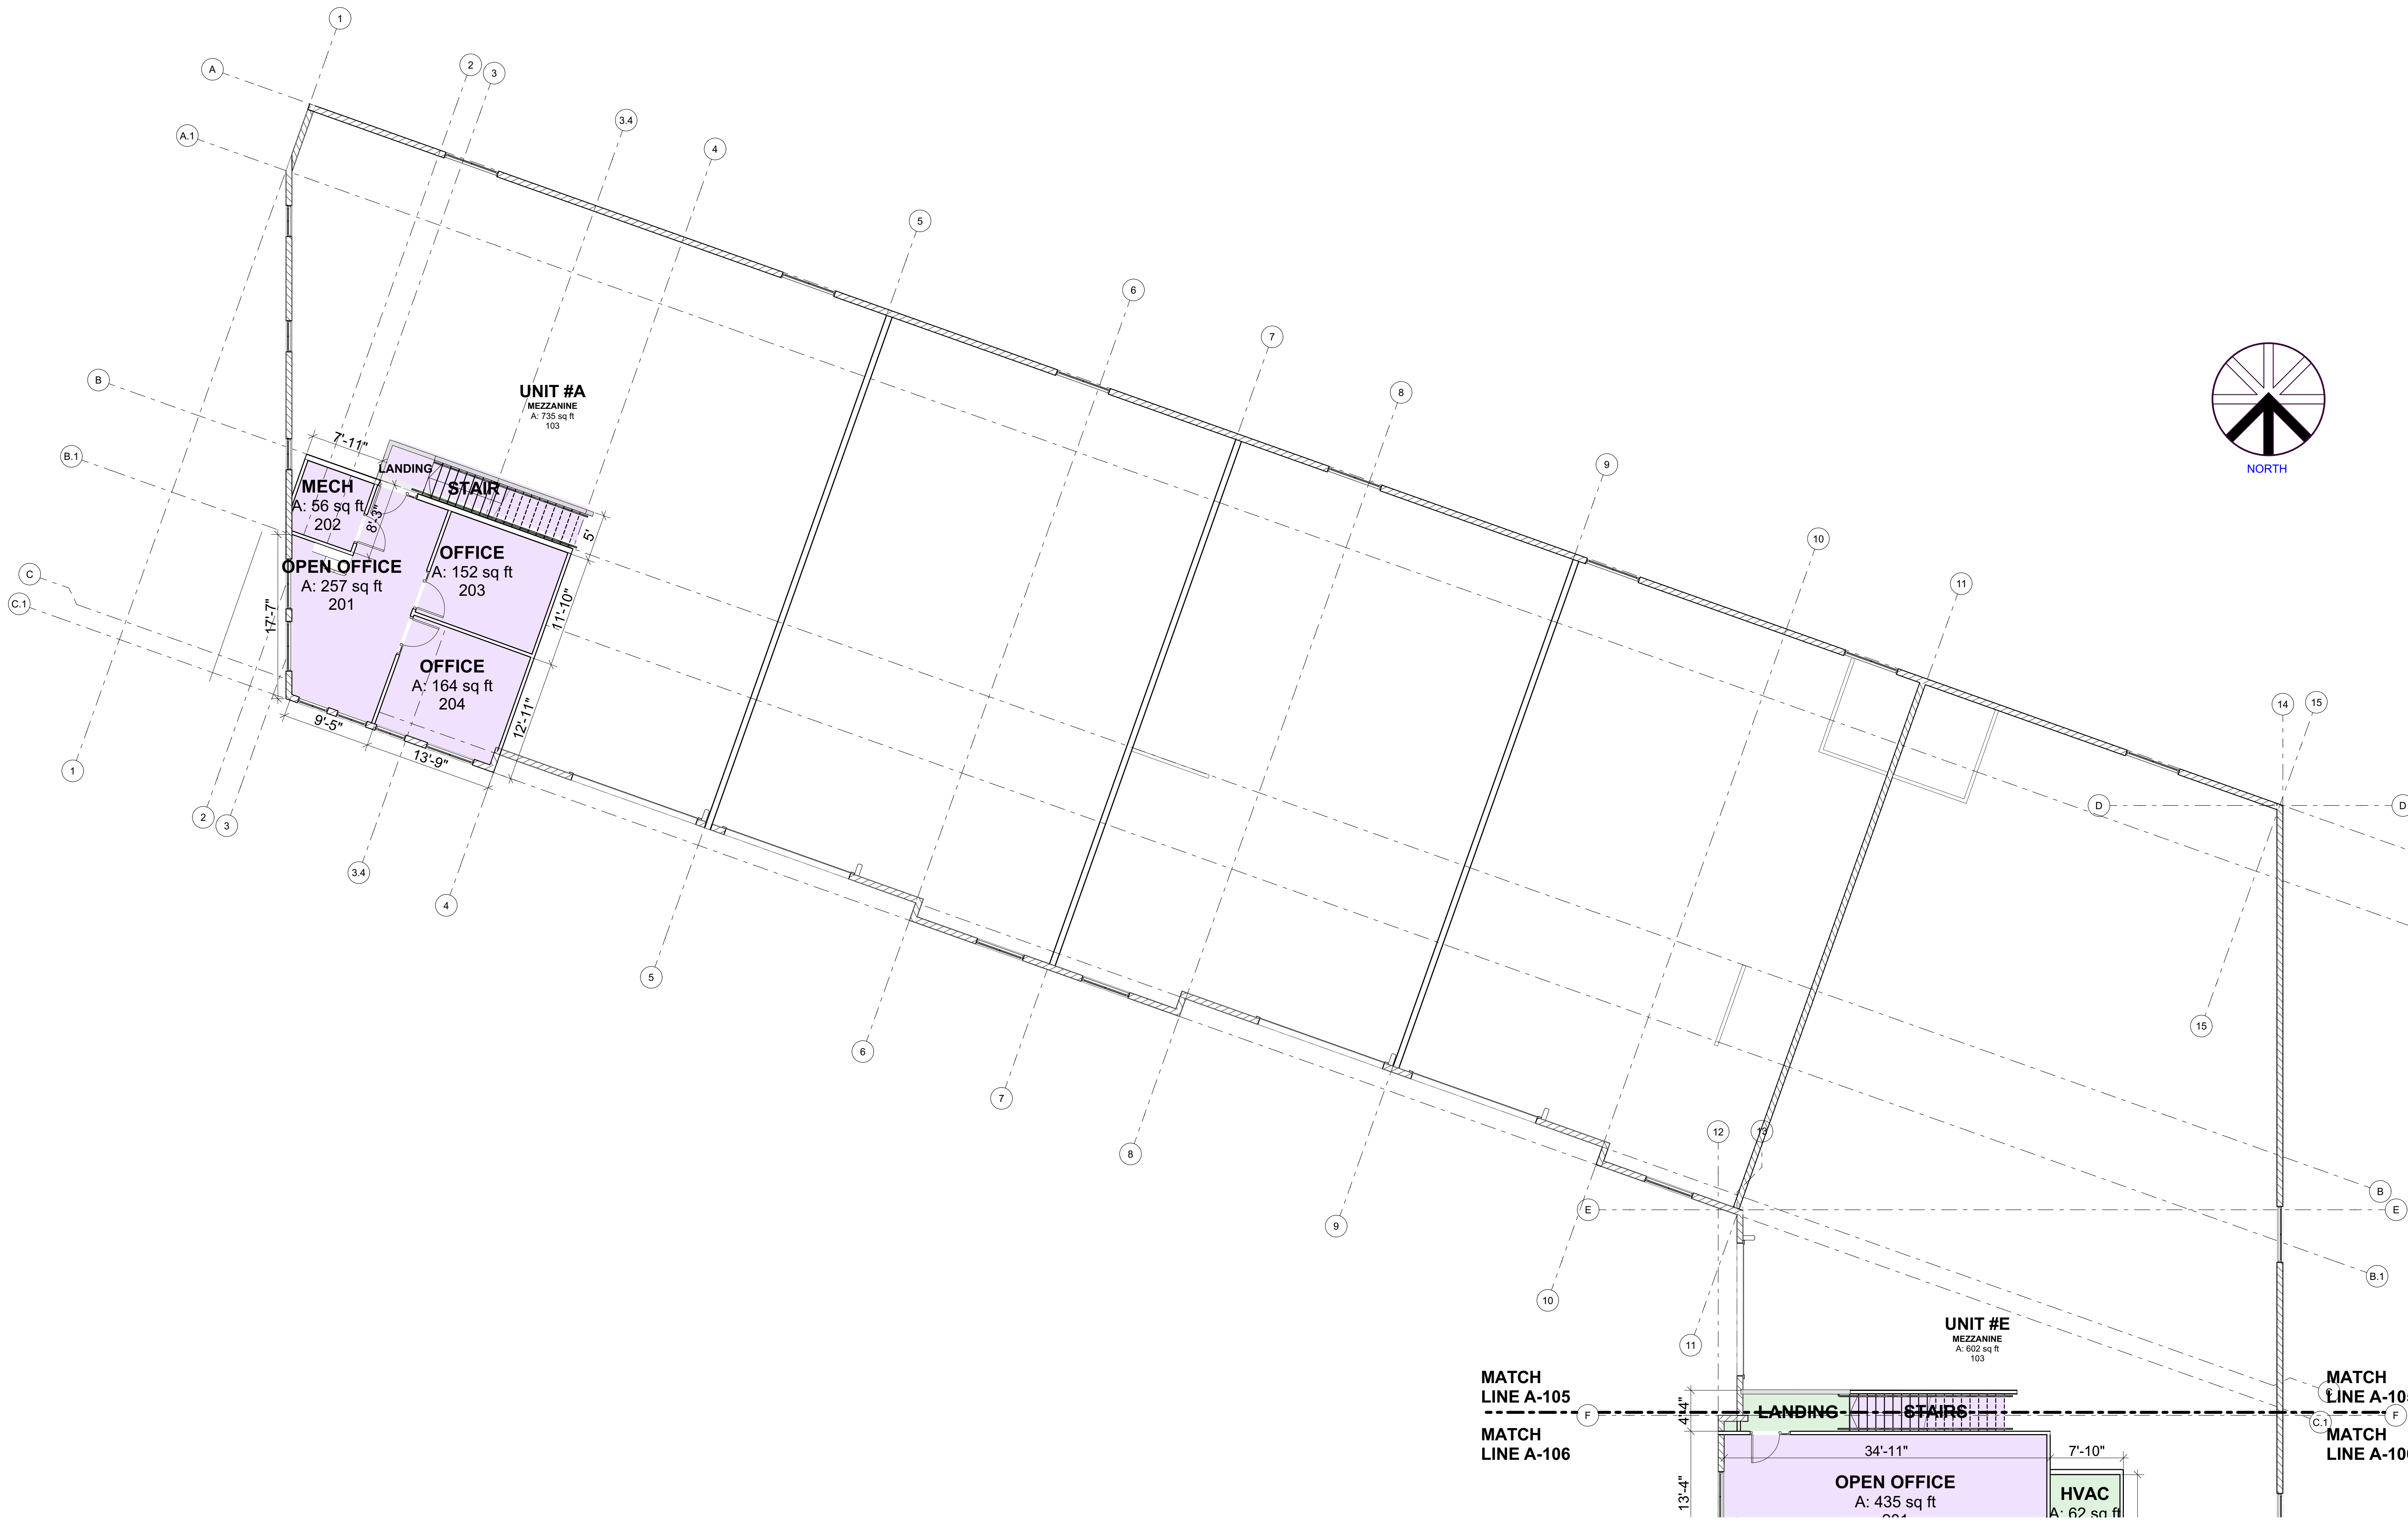 1
2
3
A
3.4
A.1
4
5
6
7
B
8
UNIT #A
MEZZANINE
A: 735 sq ft
103
7'-11"
B.1
LANDING
STAIR
MECH
A: 56 sq ft
202
8'-3"
5'
NORTH
9
10
OFFICE
A: 152 sq ft
203
OPEN OFFICE
A: 257 sq ft
201
C
C.1
17'-7"
11'-10"
11
OFFICE
A: 164 sq ft
204
12'-11"
9'-5"
13'-9"
14
15
1
2
3
D
D
3.4
4
5
15
6
7
12
13
8
B
E
E
9
B.1
10
11
UNIT #E
MEZZANINE
A: 602 sq ft
103
MATCH
LINE A-105
MATCH
C
4'-4"
F
LANDING
STAIRS
F
C.1
MATCH
LINE A-106
MATCH
34'-11"
7'-10"
13'-4"
OPEN OFFICE
A: 435 sq ft
HVAC
A: 62 sq ft